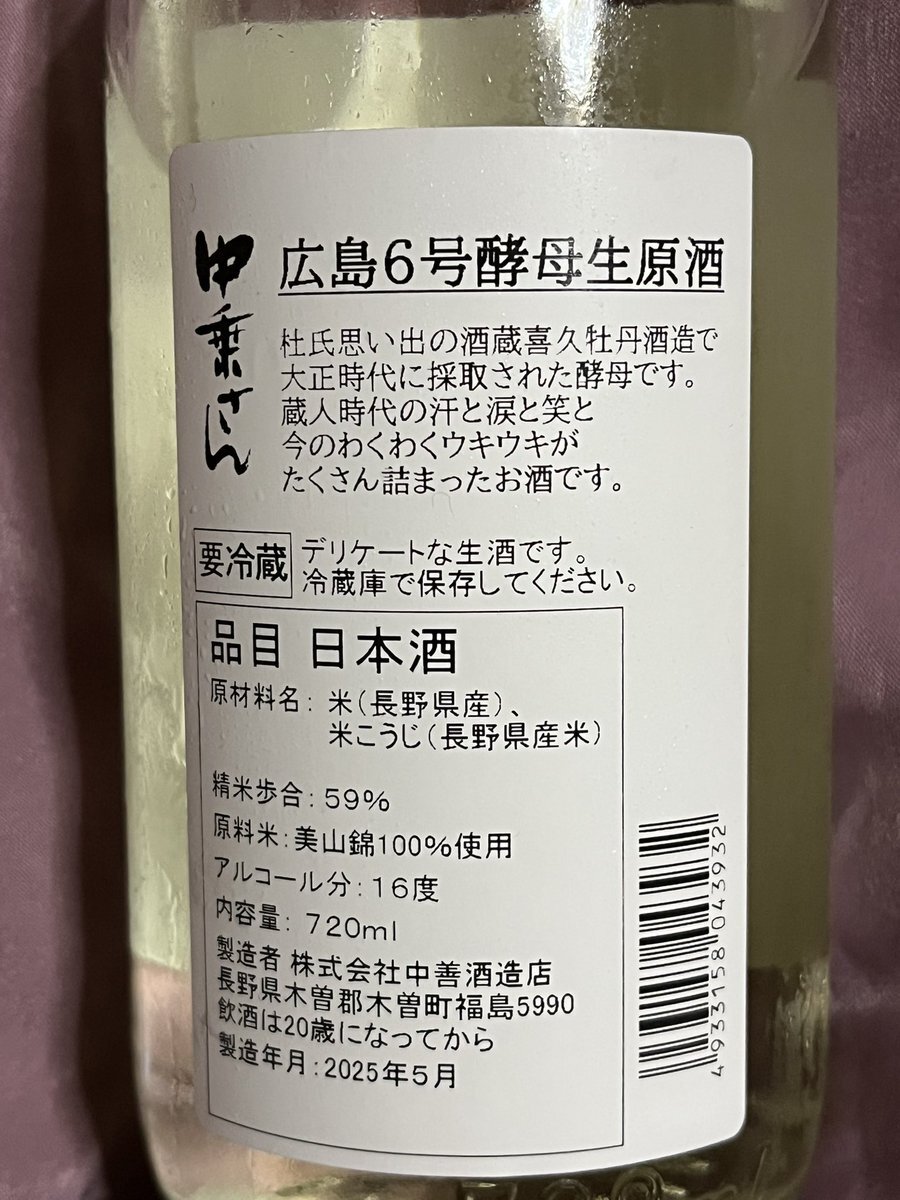 中乗さん
広島6号酵母生原酒
杜氏思い出の酒蔵喜久牡丹酒造で
大正時代に採取された酵母です。
蔵人時代の汗と涙と笑と
今のわくわくウキウキが
たくさん詰まったお酒です。
要冷蔵
デリケートな生酒です。
冷蔵庫で保存してください。
品目 日本酒
原材料名：米（長野県産）、
米こうじ（長野県産米）
精米歩合：59％
原料米：美山錦100％使用
アルコール分：16度
内容量：720ml
製造者 株式会社中善酒造店
長野県木曽郡木曽町福島5990
飲酒は20歳になってから
製造年月：2025年5月
4933158043932